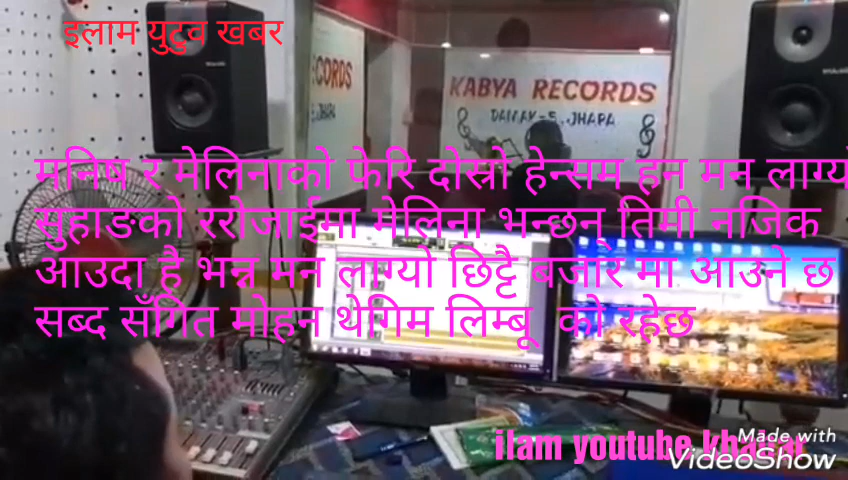 इलाम युटुव खबर
CORDS
KABYA RECORDS
DAMAK-5, JHAPA
मनिष र मेलिनाको फेरि दोस्रो हेन्सम हन मन लाग्यो
सुहाङको ररोजाईमा मेलिना भन्छन् तिमी नजिक
आउदा है भन्न मन लाग्यो छिट्टै बजार मा आउने छ
सब्द सँगित मोहन थेगिम लिम्बू को रहेछ
ilam youtube
Made with
VideoShow